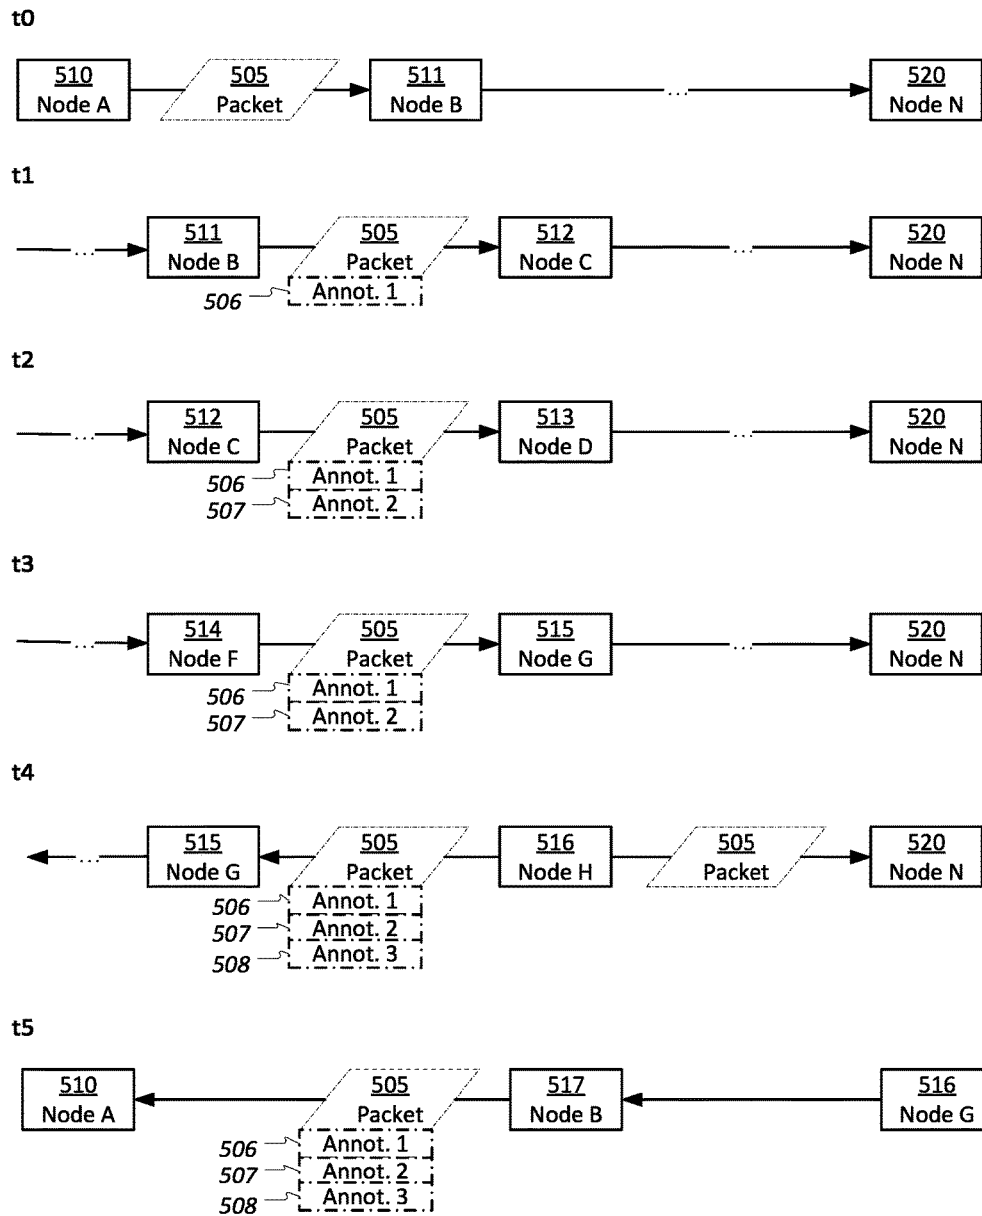 t0
510
Node A
505
Packet
511
Node B
...
520
Node N
t1
...
511
Node B
505
Packet
512
Node C
...
520
Node N
506
Annot. 1
t2
...
512
Node C
505
Packet
513
Node D
...
520
Node N
506
Annot. 1
507
Annot. 2
t3
...
514
Node F
505
Packet
515
Node G
...
520
Node N
506
Annot. 1
507
Annot. 2
t4
...
515
Node G
505
Packet
516
Node H
505
Packet
520
Node N
506
Annot. 1
507
Annot. 2
508
Annot. 3
t5
510
Node A
505
Packet
517
Node B
516
Node G
506
Annot. 1
507
Annot. 2
508
Annot. 3